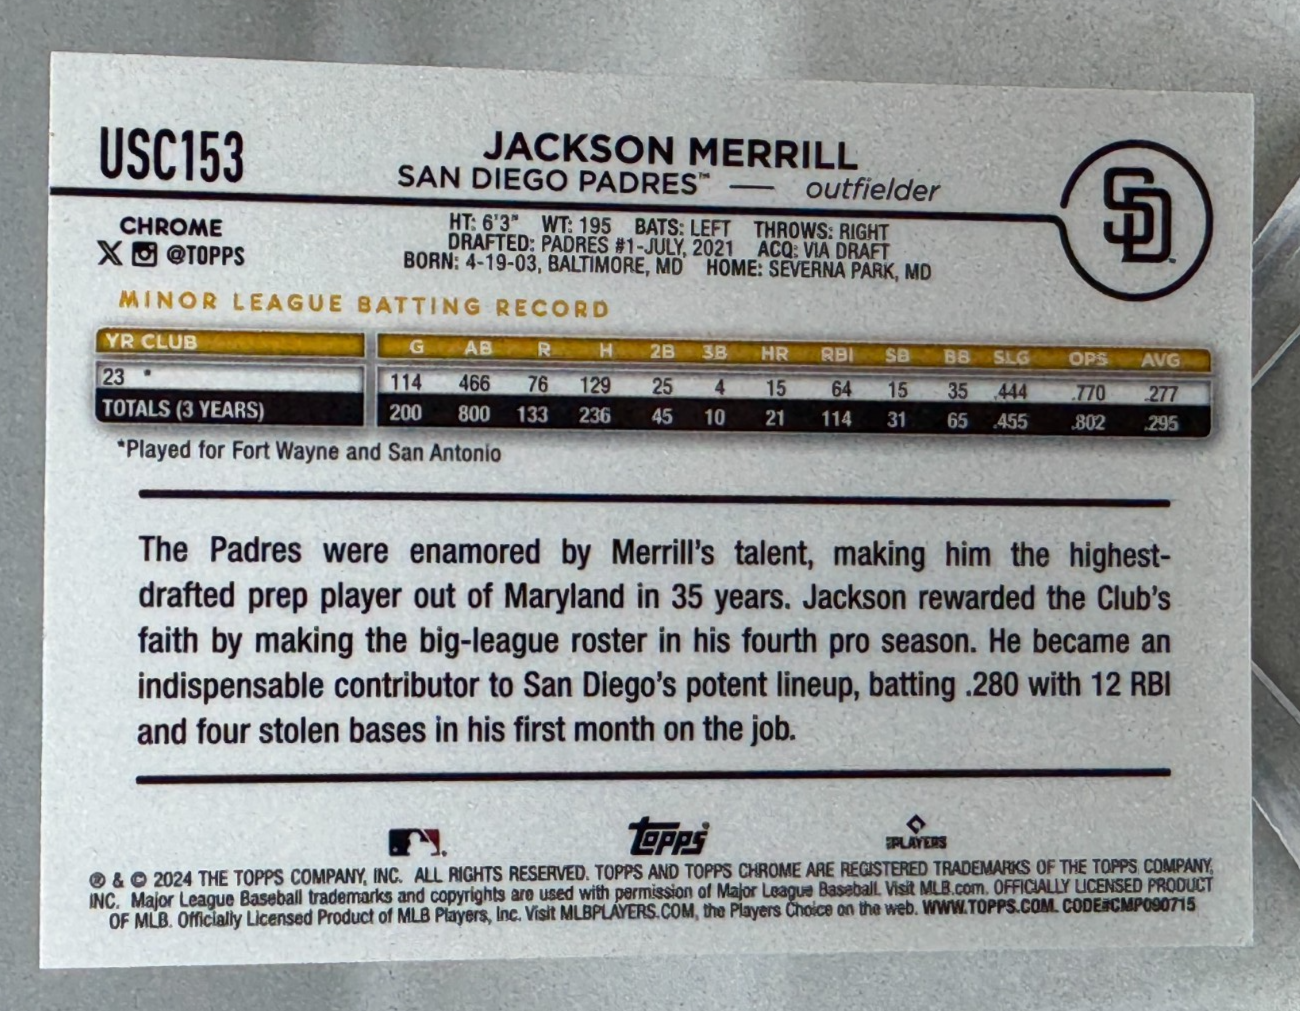 USC153
JACKSON MERRILL
SAN DIEGO PADRES™ — outfielder
SD™
CHROME
X @TOPPS
HT: 6'3" WT: 195 BATS: LEFT THROWS: RIGHT
DRAFTED: PADRES #1-JULY, 2021 ACQ: VIA DRAFT
BORN: 4-19-03, BALTIMORE, MD HOME: SEVERNA PARK, MD
MINOR LEAGUE BATTING RECORD
YR CLUB G AB R H 2B 3B HR RBI SB BB SLG OPS AVG
23 * 114 466 76 129 25 4 15 64 15 35 .444 .770 .277
TOTALS (3 YEARS) 200 800 133 236 45 10 21 114 31 65 .455 .802 .295
*Played for Fort Wayne and San Antonio
The Padres were enamored by Merrill's talent, making him the highest-
drafted prep player out of Maryland in 35 years. Jackson rewarded the Club's
faith by making the big-league roster in his fourth pro season. He became an
indispensable contributor to San Diego's potent lineup, batting .280 with 12 RBI
and four stolen bases in his first month on the job.
Topps
PLAYERS
® & © 2024 THE TOPPS COMPANY, INC. ALL RIGHTS RESERVED. TOPPS AND TOPPS CHROME ARE REGISTERED TRADEMARKS OF THE TOPPS COMPANY,
INC. Major League Baseball trademarks and copyrights are used with permission of Major League Baseball. Visit MLB.com. OFFICIALLY LICENSED PRODUCT
OF MLB. Officially Licensed Product of MLB Players, Inc. Visit MLBPLAYERS.COM, the Players Choice on the web. WWW.TOPPS.COM. CODE#CMP090715